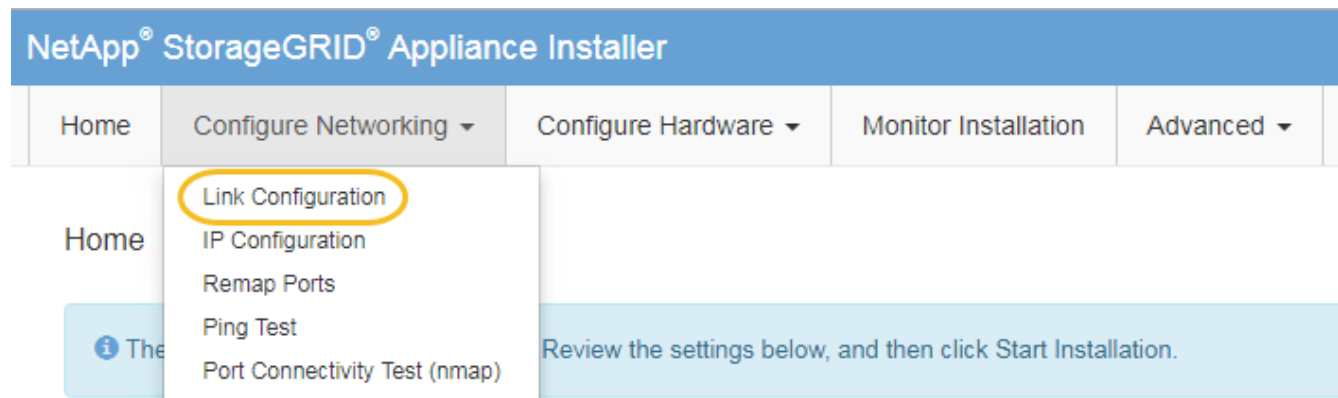 NetApp® StorageGRID® Appliance Installer
Home Configure Networking Configure Hardware Monitor Installation Advanced
Link Configuration
Home
IP Configuration
Remap Ports
Ping Test
Port Connectivity Test (nmap)
The Review the settings below, and then click Start Installation.